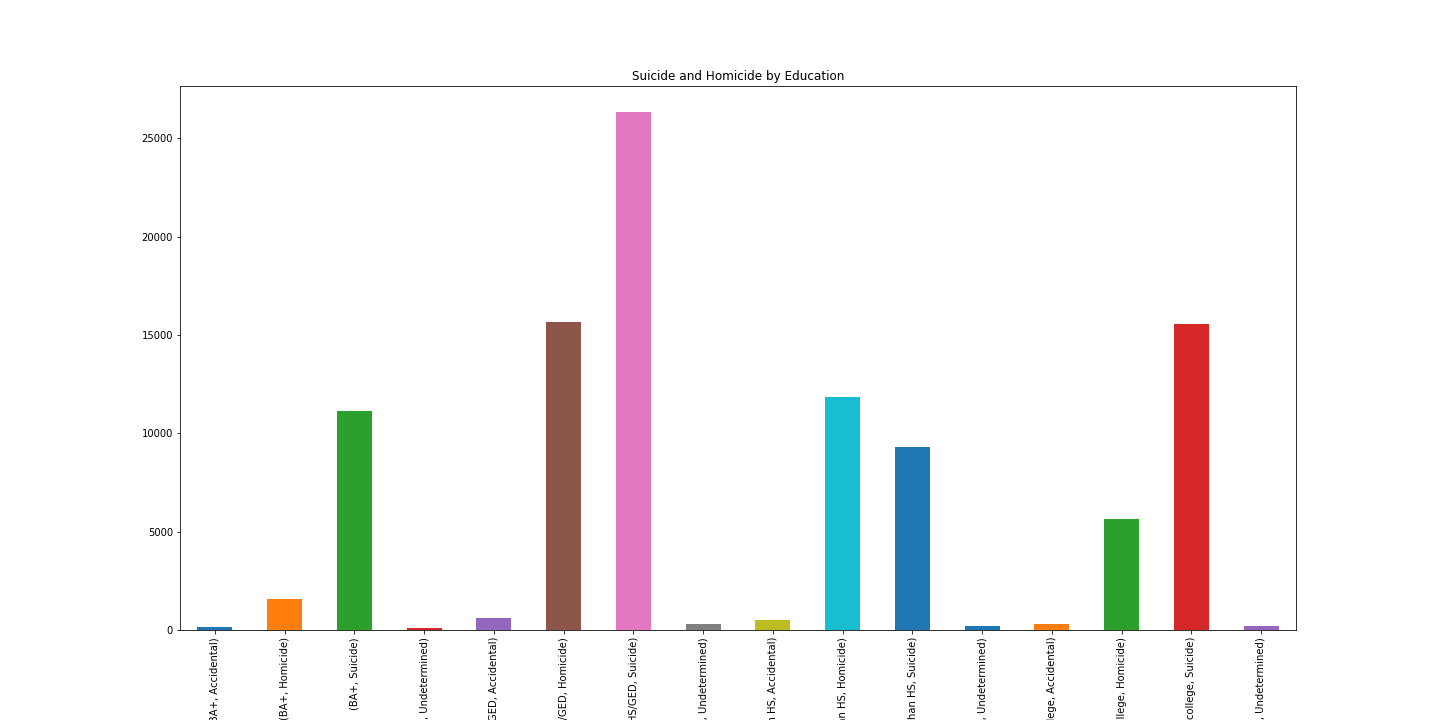 Suicide and Homicide by Education
25000
20000
15000
10000
5000
0
BA+, Accidental)
(BA+, Homicide)
(BA+, Suicide)
, Undetermined)
GED, Accidental)
/GED, Homicide)
HS/GED, Suicide)
, Undetermined)
HS, Accidental)
HS, Homicide)
han HS, Suicide)
, Undetermined)
lege, Accidental)
llege, Homicide)
college, Suicide)
, Undetermined)